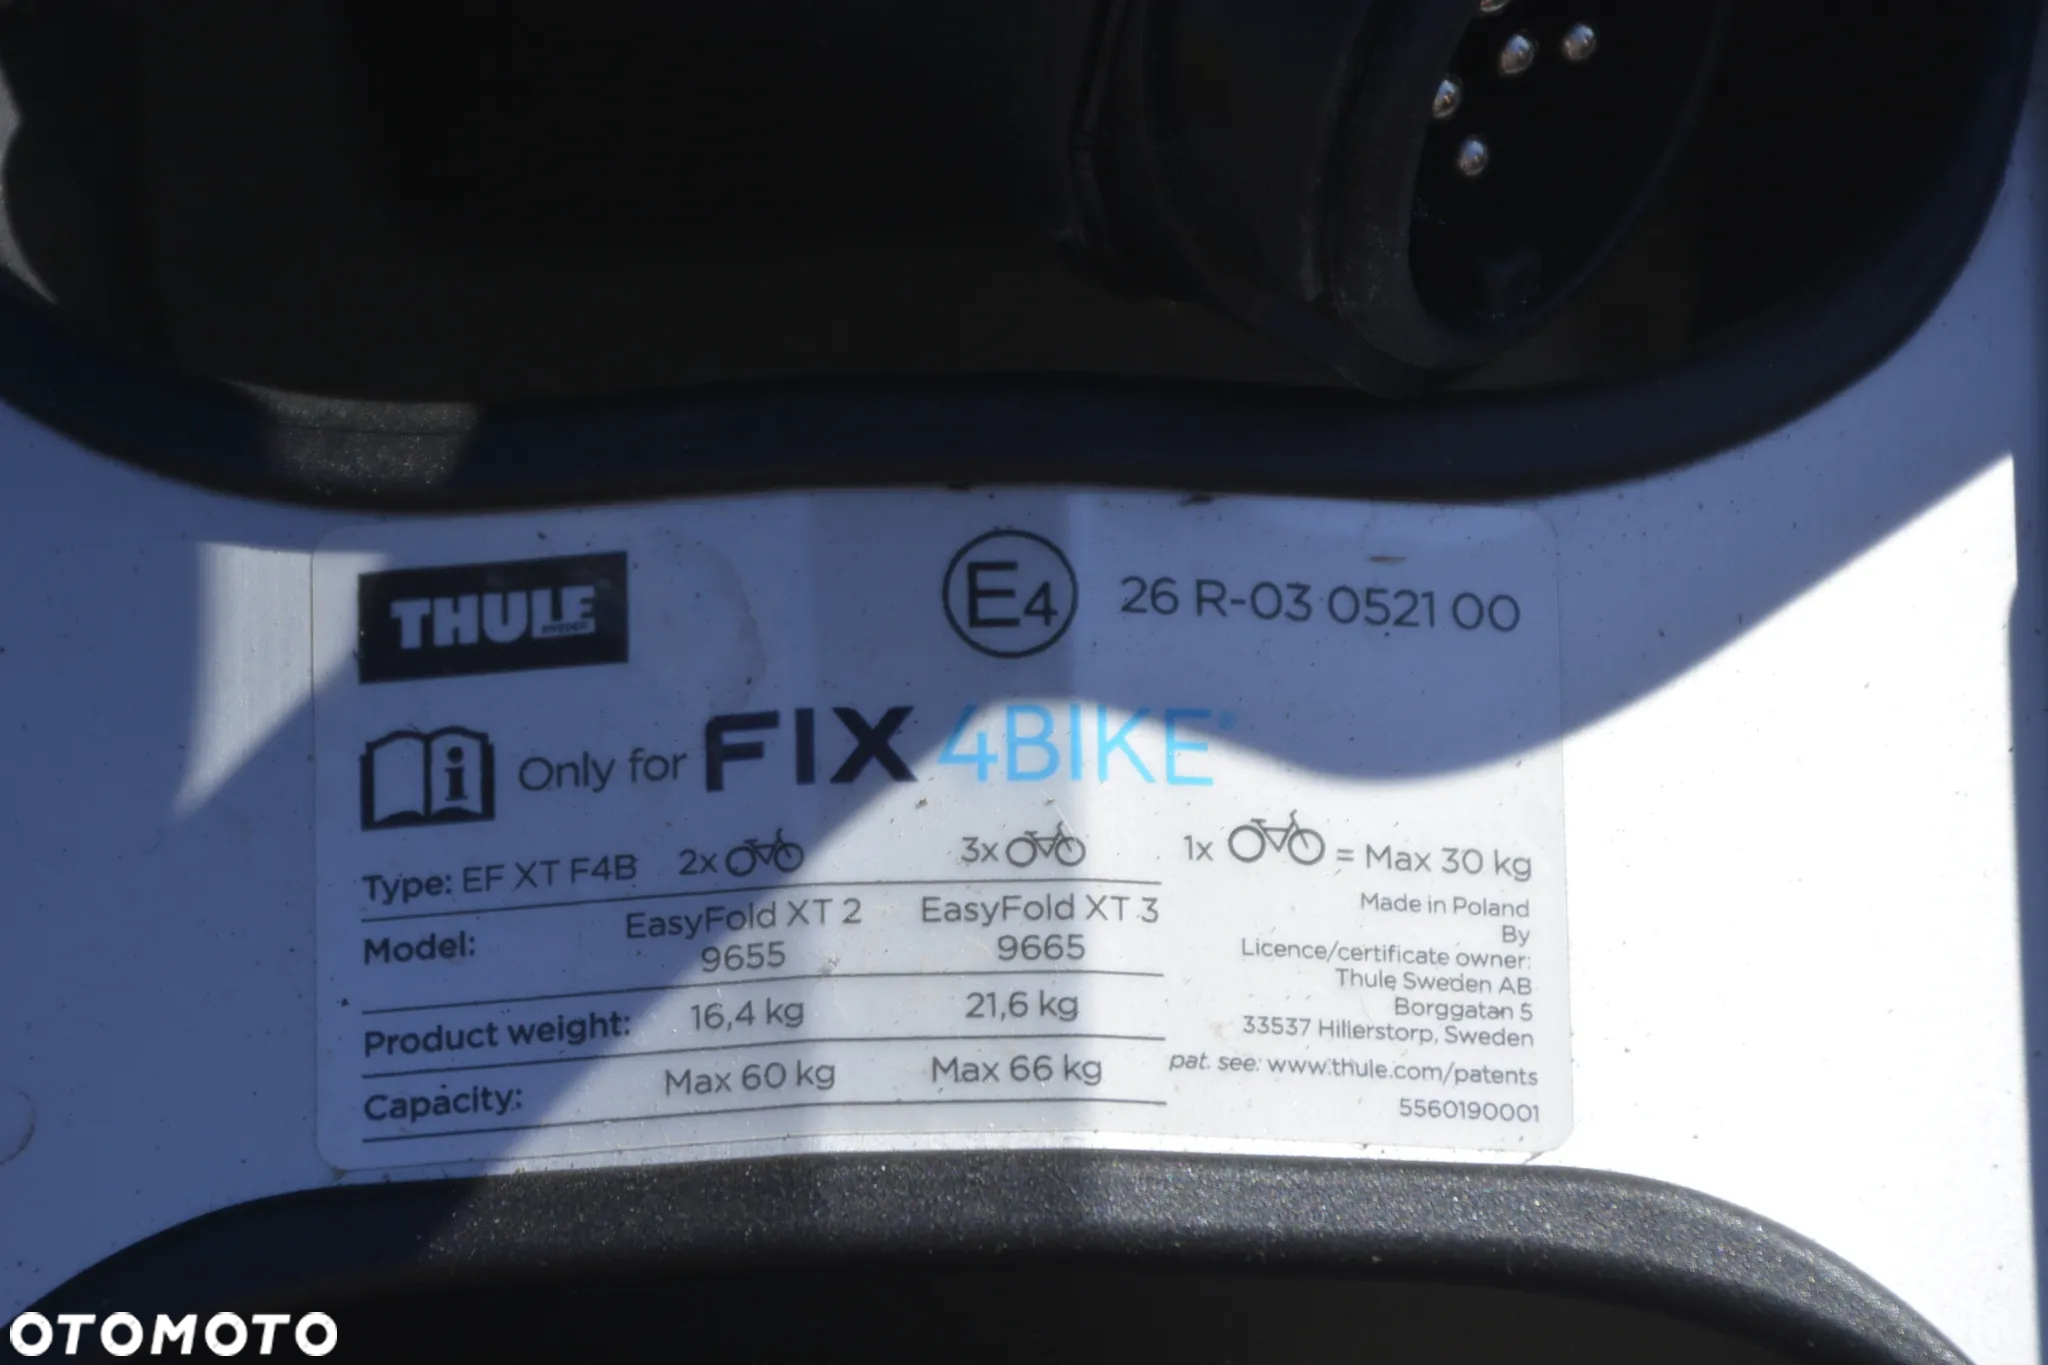 THULE
SWEDEN
E4 26 R-03 0521 00
Only for FIX4BIKE®
Type: EF XT F4B 2x 3x 1x = Max 30 kg
Model: EasyFold XT 2 EasyFold XT 3
9655 9665
Product weight: 16,4 kg 21,6 kg
Capacity: Max 60 kg Max 66 kg
Made in Poland
By
Licence/certificate owner:
Thule Sweden AB
Borggatan 5
33537 Hillerstorp, Sweden
pat. see: www.thule.com/patents
5560190001
OTOMOTO